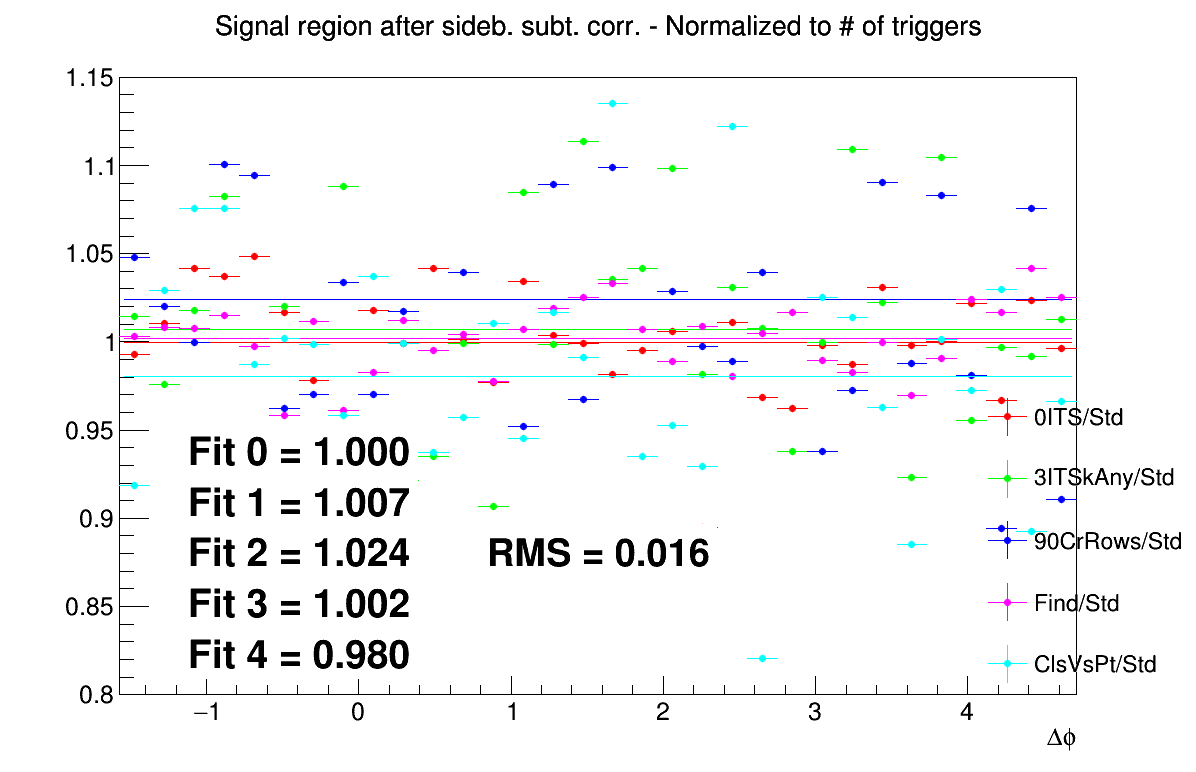 Signal region after sideb. subt. corr. - Normalized to # of triggers
1.15
1.1
1.05
1
0.95
0.9
0.85
0.8
Fit 0 = 1.000
Fit 1 = 1.007
Fit 2 = 1.024
RMS = 0.016
Fit 3 = 1.002
Fit 4 = 0.980
0ITS/Std
3ITSkAny/Std
90CrRows/Std
Find/Std
ClsVsPt/Std
−1 0 1 2 3 4
Δϕ